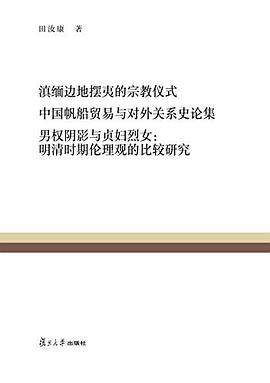 田汝康 著
滇缅边地摆夷的宗教仪式
中国帆船贸易与对外关系史论集
男权阴影与贞妇烈女:
明清时期伦理观的比较研究
复旦大学出版社